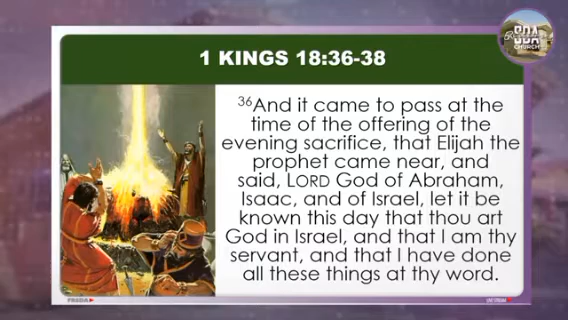 1 KINGS 18:36-38
36And it came to pass at the
time of the offering of the
evening sacrifice, that Elijah the
prophet came near, and
said, LORD God of Abraham,
Isaac, and of Israel, let it be
known this day that thou art
God in Israel, and that I am thy
servant, and that I have done
all these things at thy word.
SDA
CHURCH